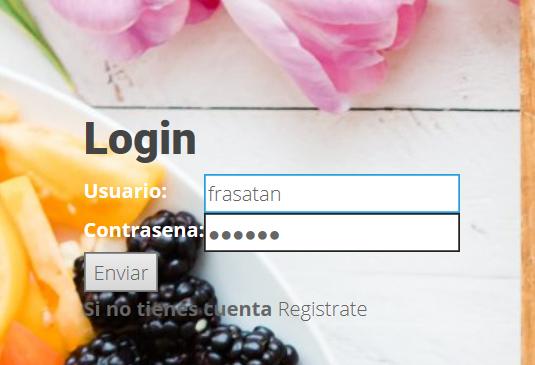 Login
Usuario: frasatan
Contrasena: ●●●●●●
Enviar
Si no tienes cuenta Registrate